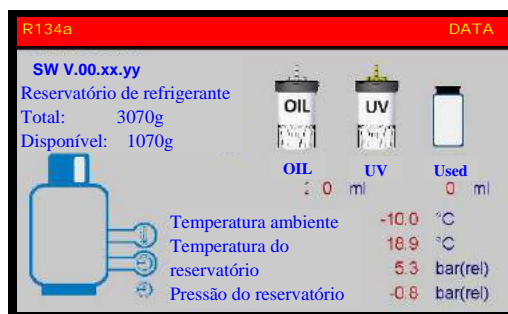 R134a DATA
SW V.00.xx.yy
Reservatório de refrigerante
Total: 3070g
Disponível: 1070g
OIL UV
OIL UV Used
0 ml 0 ml
Temperatura ambiente -10.0 °C
Temperatura do 18.9 °C
reservatório 5.3 bar(rel)
Pressão do reservatório -0.8 bar(rel)